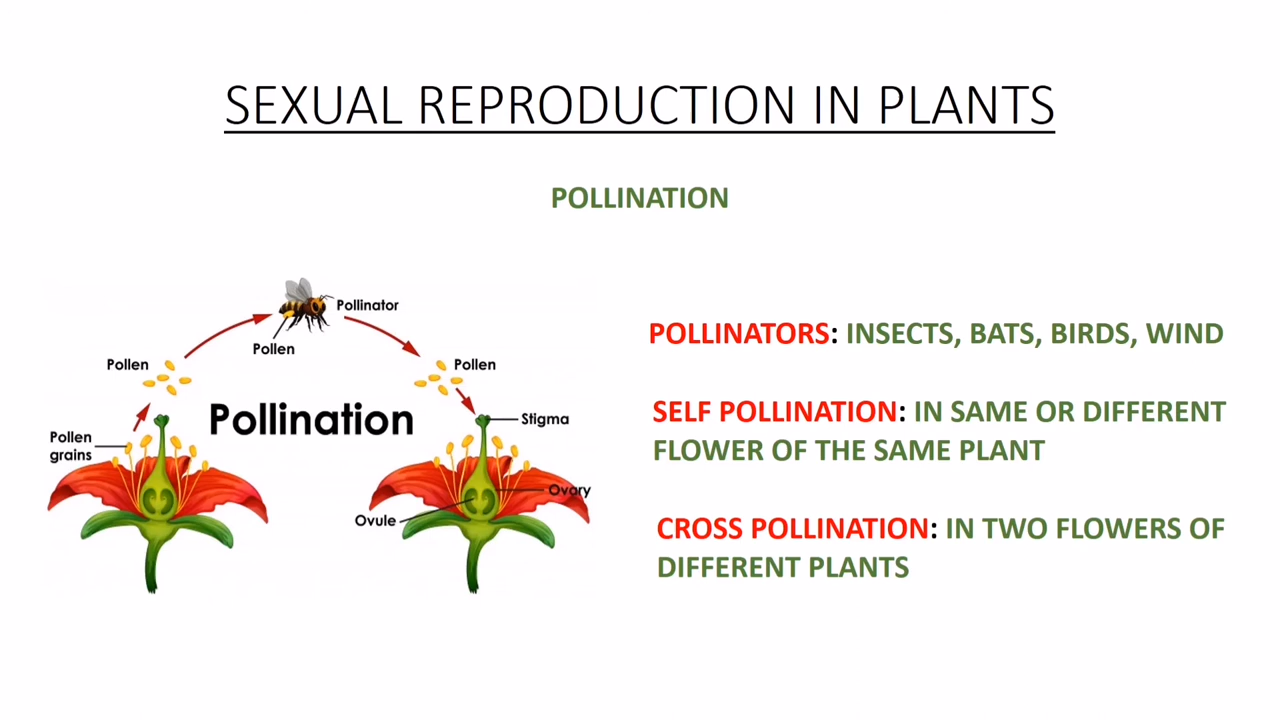 SEXUAL REPRODUCTION IN PLANTS
POLLINATION
Pollinator
Pollen
Pollen
Pollen
Pollination
Stigma
Pollen
grains
Ovary
Ovule
POLLINATORS: INSECTS, BATS, BIRDS, WIND
SELF POLLINATION: IN SAME OR DIFFERENT
FLOWER OF THE SAME PLANT
CROSS POLLINATION: IN TWO FLOWERS OF
DIFFERENT PLANTS